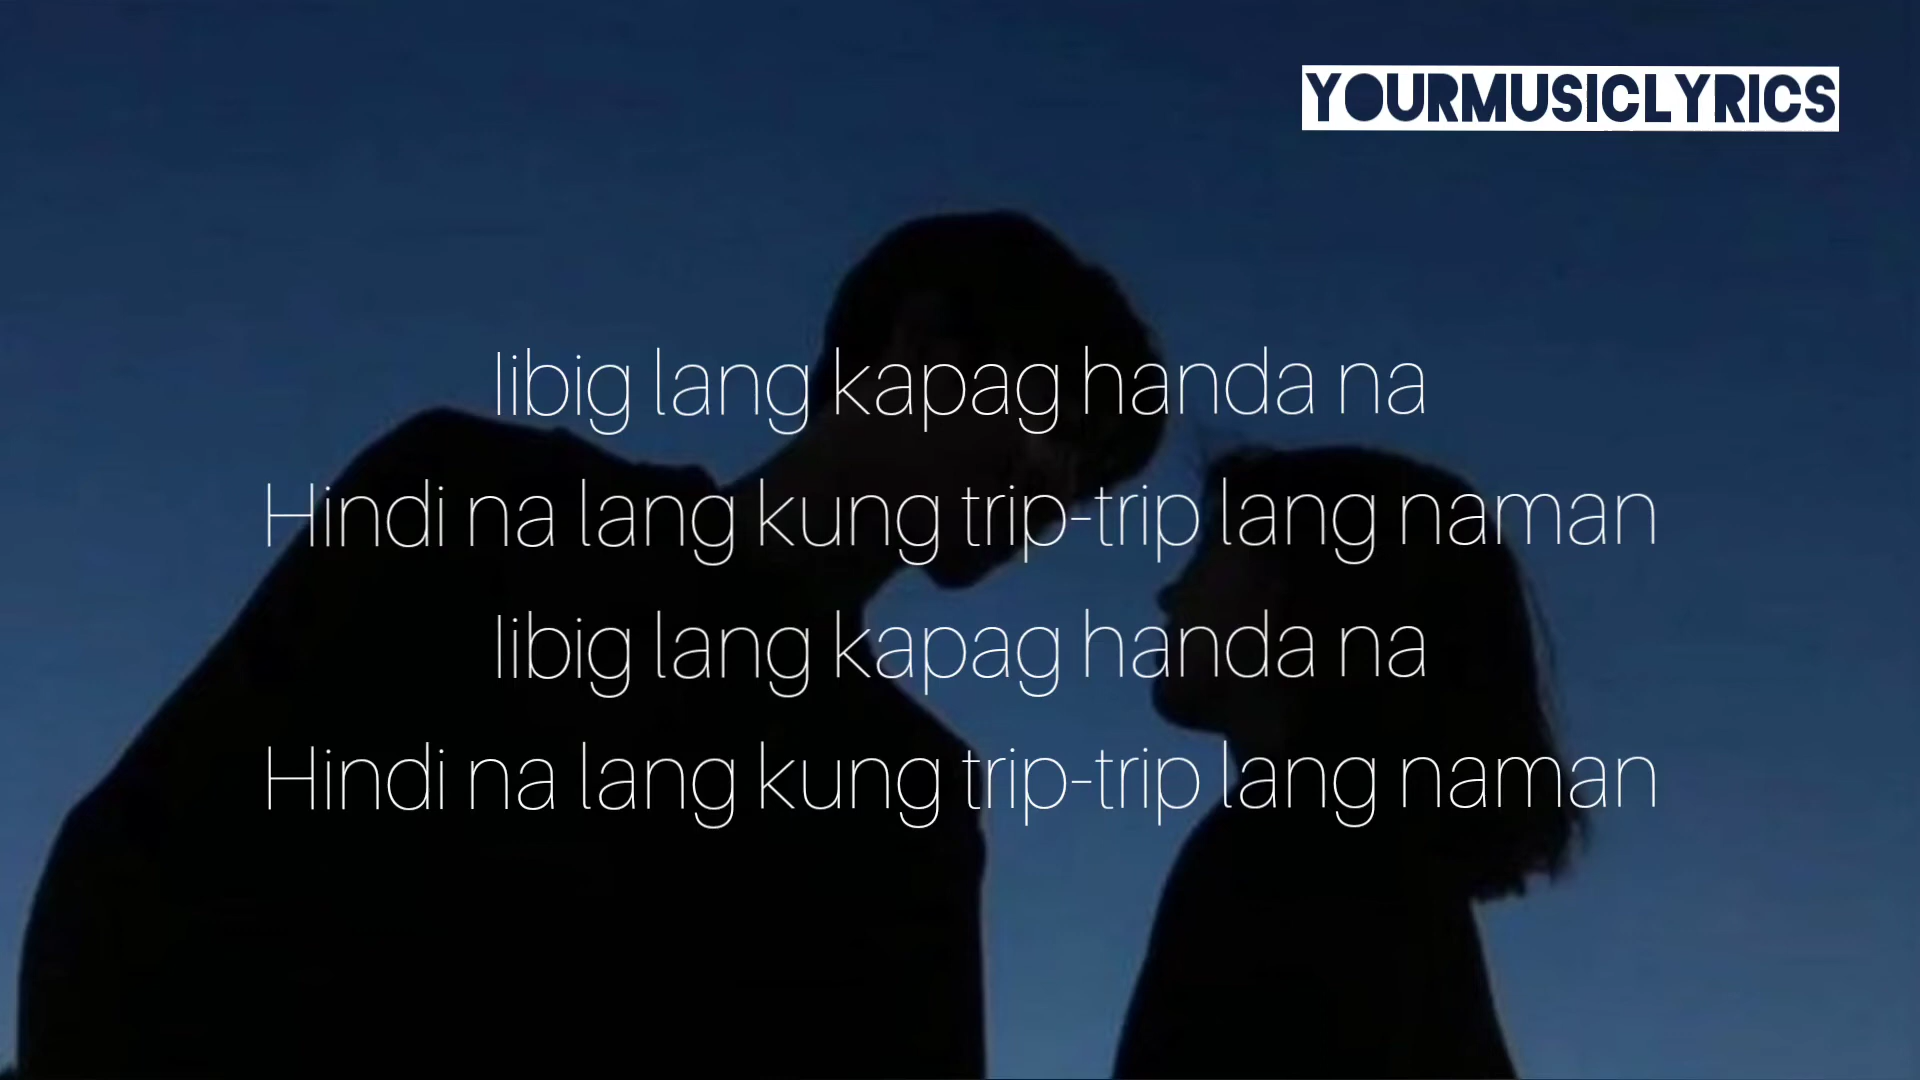 YOURMUSICLYRICS
Iibig lang kapag handa na
Hindi na lang kung trip-trip lang naman
Iibig lang kapag handa na
Hindi na lang kung trip-trip lang naman